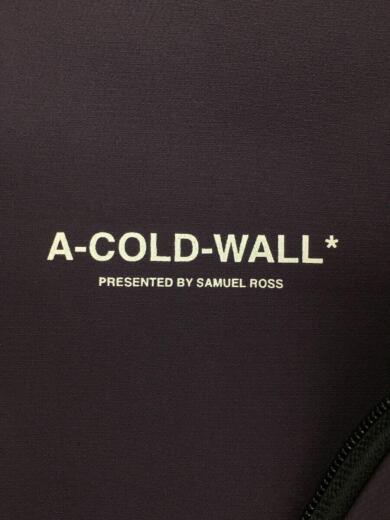 A-COLD-WALL*
PRESENTED BY SAMUEL ROSS